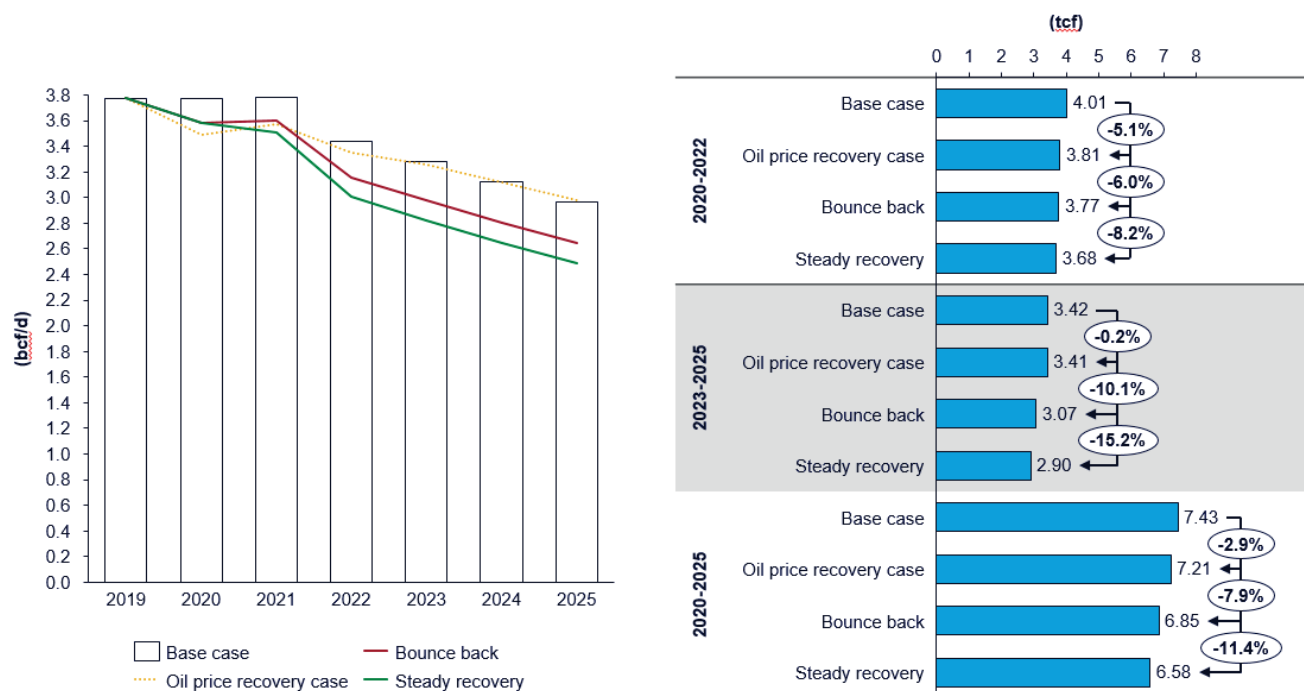 (bcf/d)
3.8
3.6
3.4
3.2
3.0
2.8
2.6
2.4
2.2
2.0
1.8
1.6
1.4
1.2
1.0
0.8
0.6
0.4
0.2
0.0
2019 2020 2021 2022 2023 2024 2025
Base case Bounce back
Oil price recovery case Steady recovery
(tcf)
0 1 2 3 4 5 6 7 8
2020-2022
Base case 4.01
-5.1%
Oil price recovery case 3.81
-6.0%
Bounce back 3.77
-8.2%
Steady recovery 3.68
2023-2025
Base case 3.42
-0.2%
Oil price recovery case 3.41
-10.1%
Bounce back 3.07
-15.2%
Steady recovery 2.90
2020-2025
Base case 7.43
-2.9%
Oil price recovery case 7.21
-7.9%
Bounce back 6.85
-11.4%
Steady recovery 6.58